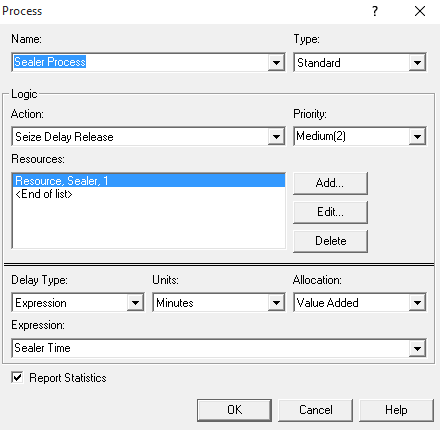 Process
?
Name:
Type:
Sealer Process
Standard
Logic
Action:
Priority:
Seize Delay Release
Medium(2)
Resources:
Resource, Sealer, 1
<End of list>
Add...
Edit...
Delete
Delay Type:
Units:
Allocation:
Expression
Minutes
Value Added
Expression:
Sealer Time
Report Statistics
OK
Cancel
Help